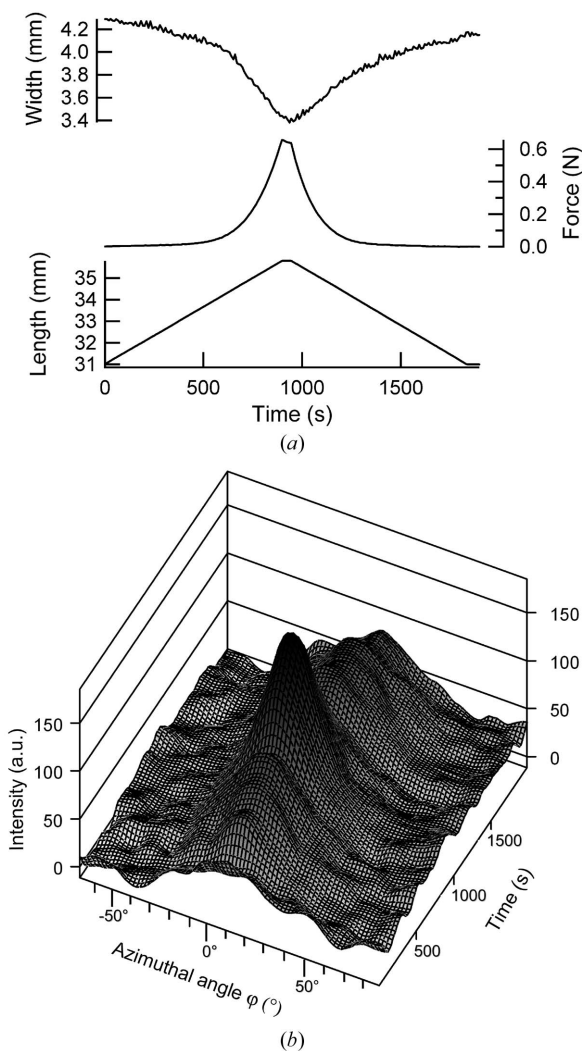 Width (mm)
4.2
4.0
3.8
3.6
3.4
0.6
0.4
0.2
0.0
Force (N)
Length (mm)
35
34
33
32
31
0 500 1000 1500
Time (s)
(a)
150
100
50
0
Intensity (a.u.)
150
100
50
0
-50° 0° 50°
Azimuthal angle φ (°)
500 1000 1500
Time (s)
(b)